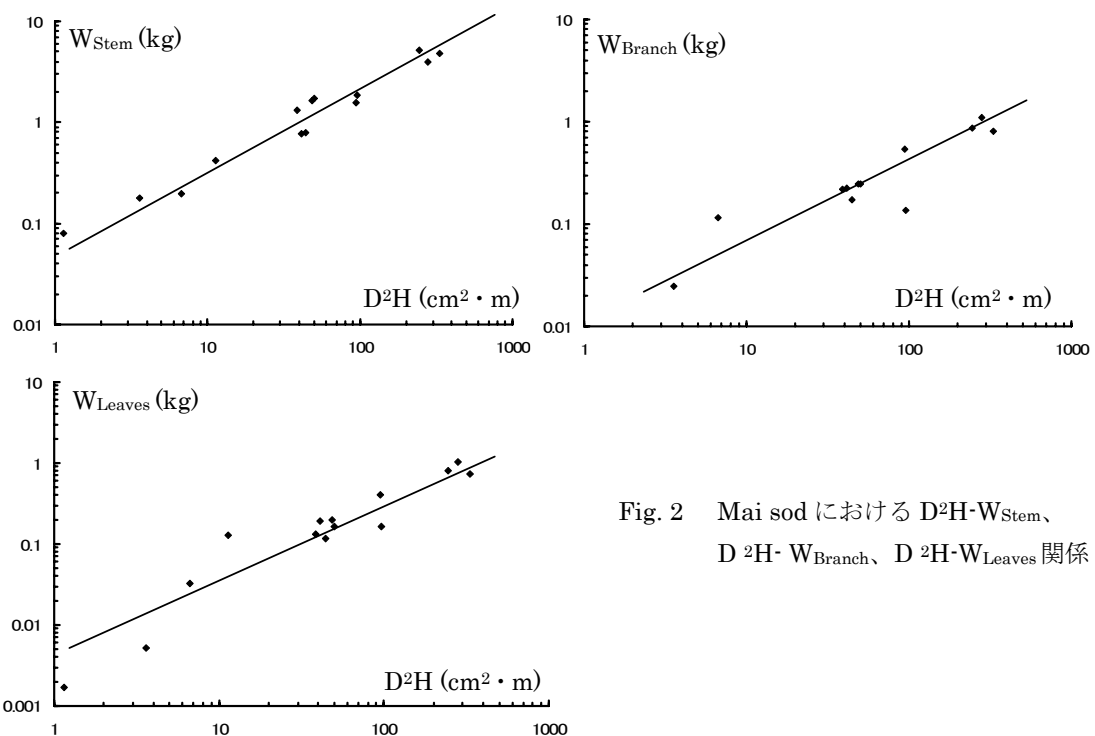 10
W_Stem (kg)
1
0.1
D²H (cm²・m)
0.01
1 10 100 1000
10
W_Branch (kg)
1
0.1
D²H (cm²・m)
0.01
1 10 100 1000
10
W_Leaves (kg)
1
0.1
0.01
D²H (cm²・m)
0.001
1 10 100 1000
Fig. 2 Mai sod における D²H-W_Stem、
D ²H- W_Branch、D ²H-W_Leaves 関係